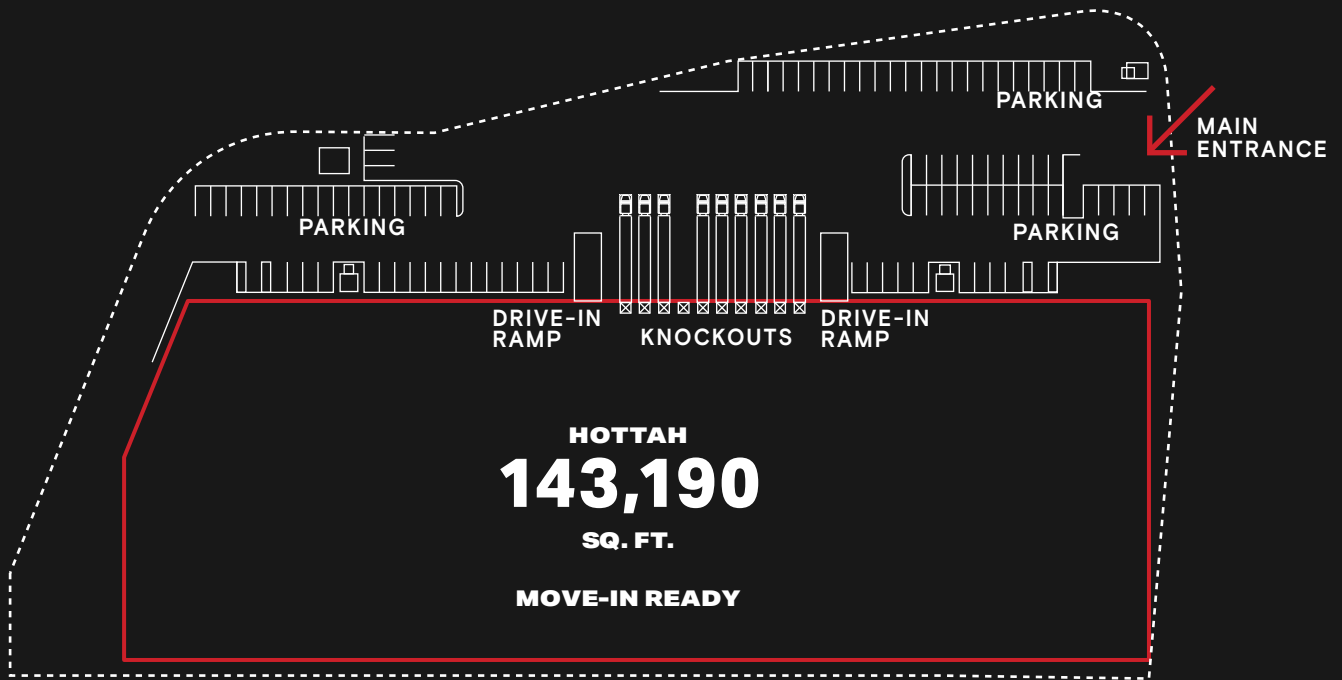 PARKING
MAIN
ENTRANCE
PARKING
PARKING
DRIVE-IN
RAMP
KNOCKOUTS
DRIVE-IN
RAMP
HOTTAH
143,190
SQ. FT.
MOVE-IN READY